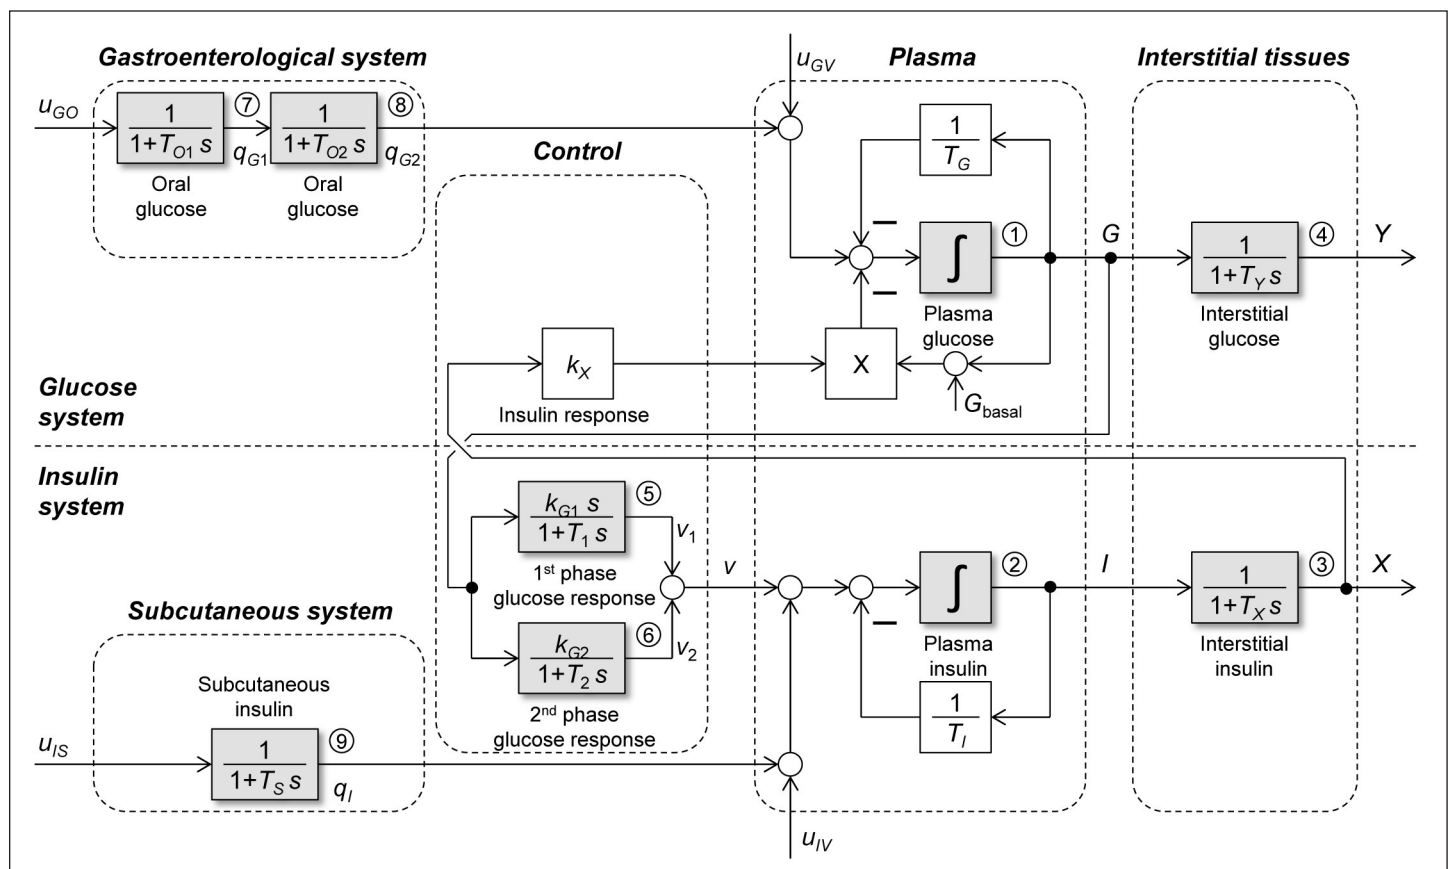 Gastroenterological system
Plasma
Interstitial tissues
u_GV
u_GO
1
1+T_O1 s
⑦
q_G1
1
1+T_O2 s
⑧
q_G2
Oral
glucose
Oral
glucose
Control
1
T_G
−
∫
①
G
1
1+T_Y s
④
Y
−
Plasma
glucose
Interstitial
glucose
k_X
X
G_basal
Insulin response
Glucose
system
Insulin
system
k_G1 s
1+T_1 s
⑤
v_1
1st phase
glucose response
v
k_G2
1+T_2 s
⑥
v_2
2nd phase
glucose response
−
∫
②
I
1
1+T_X s
③
X
Plasma
insulin
Interstitial
insulin
1
T_I
Subcutaneous system
Subcutaneous
insulin
u_IS
1
1+T_S s
⑨
q_I
u_IV